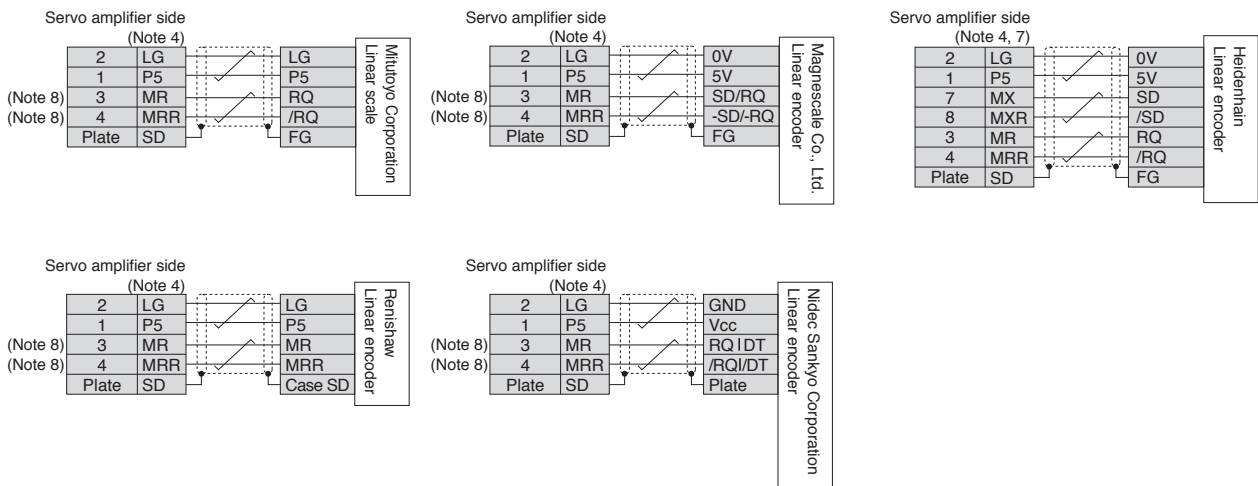 Servo amplifier side
(Note 4)
2 LG LG
1 P5 P5
(Note 8) 3 MR RQ
(Note 8) 4 MRR /RQ
Plate SD FG
Mitutoyo Corporation
Linear scale
Servo amplifier side
(Note 4)
2 LG 0V
1 P5 5V
(Note 8) 3 MR SD/RQ
(Note 8) 4 MRR -SD/-RQ
Plate SD FG
Magnescale Co., Ltd.
Linear encoder
Servo amplifier side
(Note 4, 7)
2 LG 0V
1 P5 5V
7 MX SD
8 MXR /SD
3 MR RQ
4 MRR /RQ
Plate SD FG
Heidenhain
Linear encoder
Servo amplifier side
(Note 4)
2 LG LG
1 P5 P5
(Note 8) 3 MR MR
(Note 8) 4 MRR MRR
Plate SD Case SD
Renishaw
Linear encoder
Servo amplifier side
(Note 4)
2 LG GND
1 P5 Vcc
(Note 8) 3 MR RQIDT
(Note 8) 4 MRR /RQI/DT
Plate SD Plate
Nidec Sankyo Corporation
Linear encoder